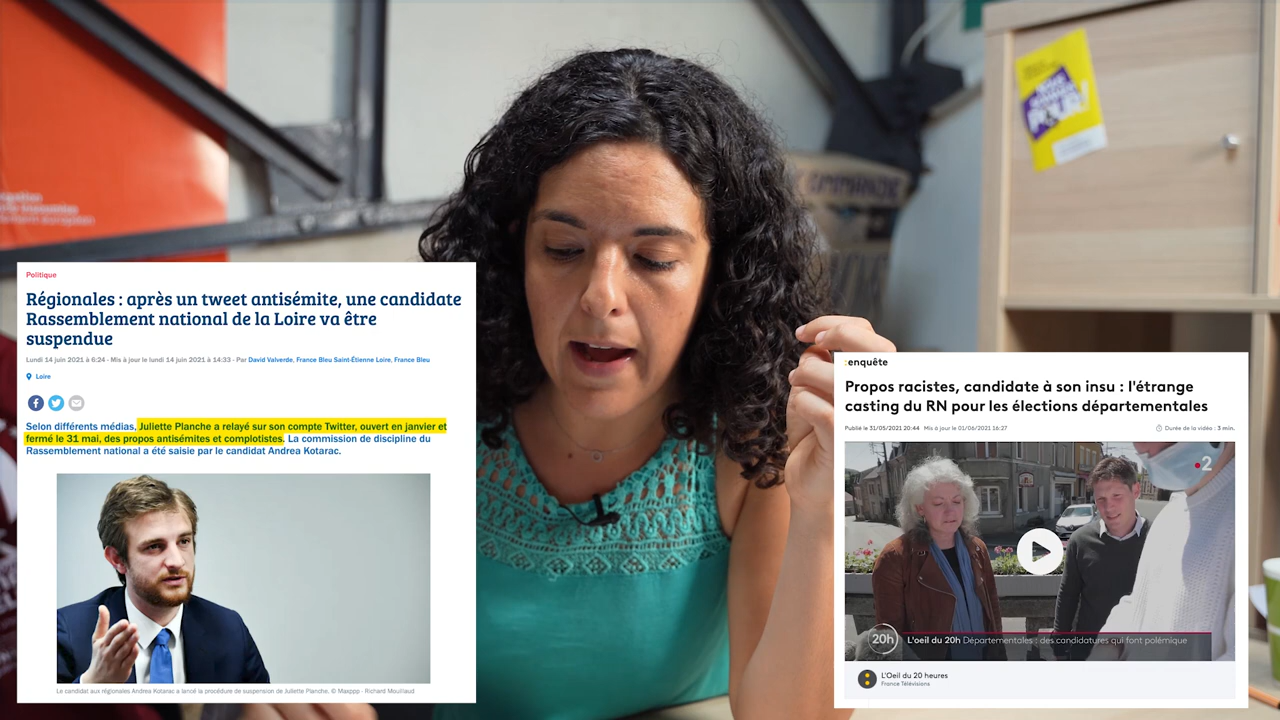 Politique
Régionales : après un tweet antisémite, une candidate
Rassemblement national de la Loire va être
suspendue
Lundi 14 juin 2021 à 6:24 - Mis à jour le lundi 14 juin 2021 à 14:33 - Par David Valverde, France Bleu Saint-Étienne Loire, France Bleu
Loire
Selon différents médias, Juliette Planche a relayé sur son compte Twitter, ouvert en janvier et
fermé le 31 mai, des propos antisémites et complotistes. La commission de discipline du
Rassemblement national a été saisie par le candidat Andrea Kotarac.
Le candidat aux régionales Andrea Kotarac a lancé la procédure de suspension de Juliette Planche. © Maxppp - Richard Mouillaud
:enquête
Propos racistes, candidate à son insu : l'étrange
casting du RN pour les élections départementales
Publié le 31/05/2021 20:44 Mis à jour le 01/06/2021 16:27
Durée de la vidéo : 3 min.
2
20h L'oeil du 20h Départementales : des candidatures qui font polémique
L'Oeil du 20 heures
France Télévisions